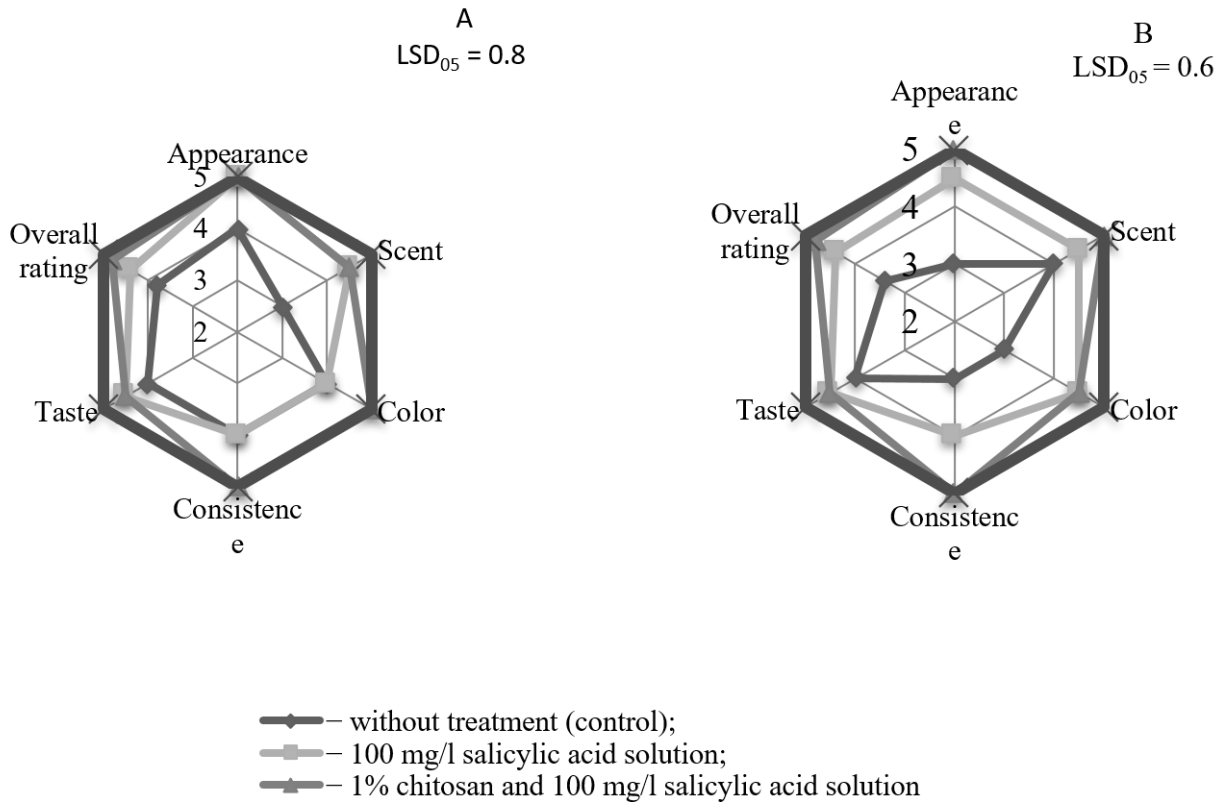 A
LSD05 = 0.8
Appearance
5
Overall
rating
4
Scent
3
2
Taste
Color
Consistenc
e
B
LSD05 = 0.6
Appearanc
e
5
Overall
rating
4
Scent
3
2
Taste
Color
Consistenc
e
– without treatment (control);
– 100 mg/l salicylic acid solution;
– 1% chitosan and 100 mg/l salicylic acid solution